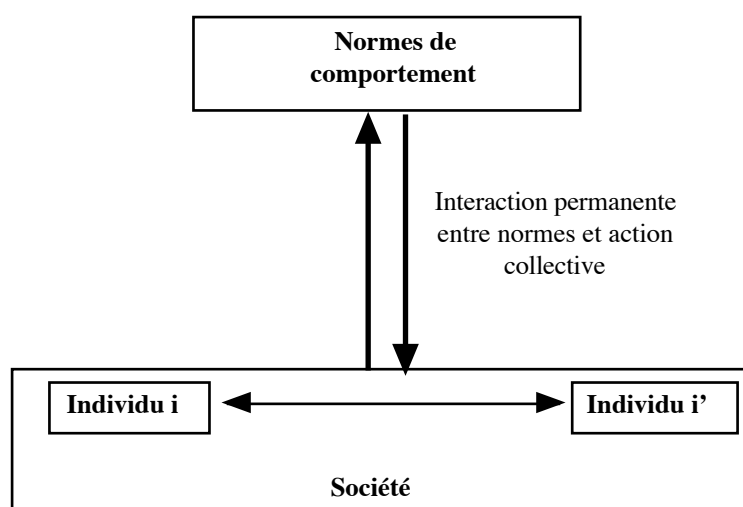 Normes de
comportement
Interaction permanente
entre normes et action
collective
Individu i
Individu i’
Société